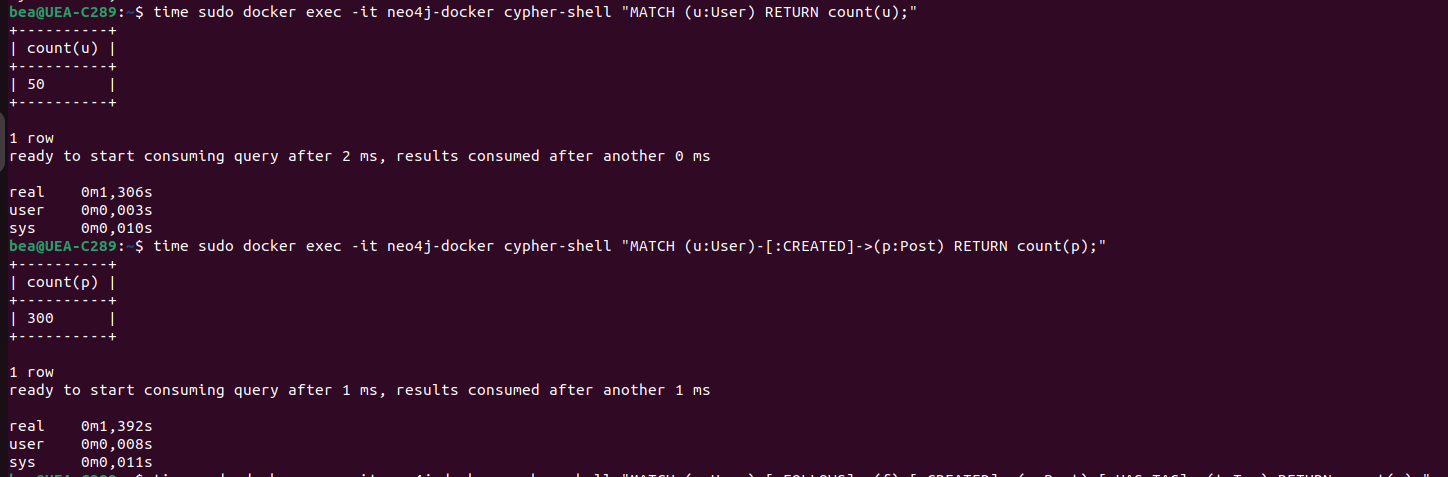 bea@UEA-C289:~$ time sudo docker exec -it neo4j-docker cypher-shell "MATCH (u:User) RETURN count(u);"
+----------+
| count(u) |
+----------+
| 50       |
+----------+

1 row
ready to start consuming query after 2 ms, results consumed after another 0 ms

real    0m1,306s
user    0m0,003s
sys     0m0,010s
bea@UEA-C289:~$ time sudo docker exec -it neo4j-docker cypher-shell "MATCH (u:User)-[:CREATED]->(p:Post) RETURN count(p);"
+----------+
| count(p) |
+----------+
| 300      |
+----------+

1 row
ready to start consuming query after 1 ms, results consumed after another 1 ms

real    0m1,392s
user    0m0,008s
sys     0m0,011s